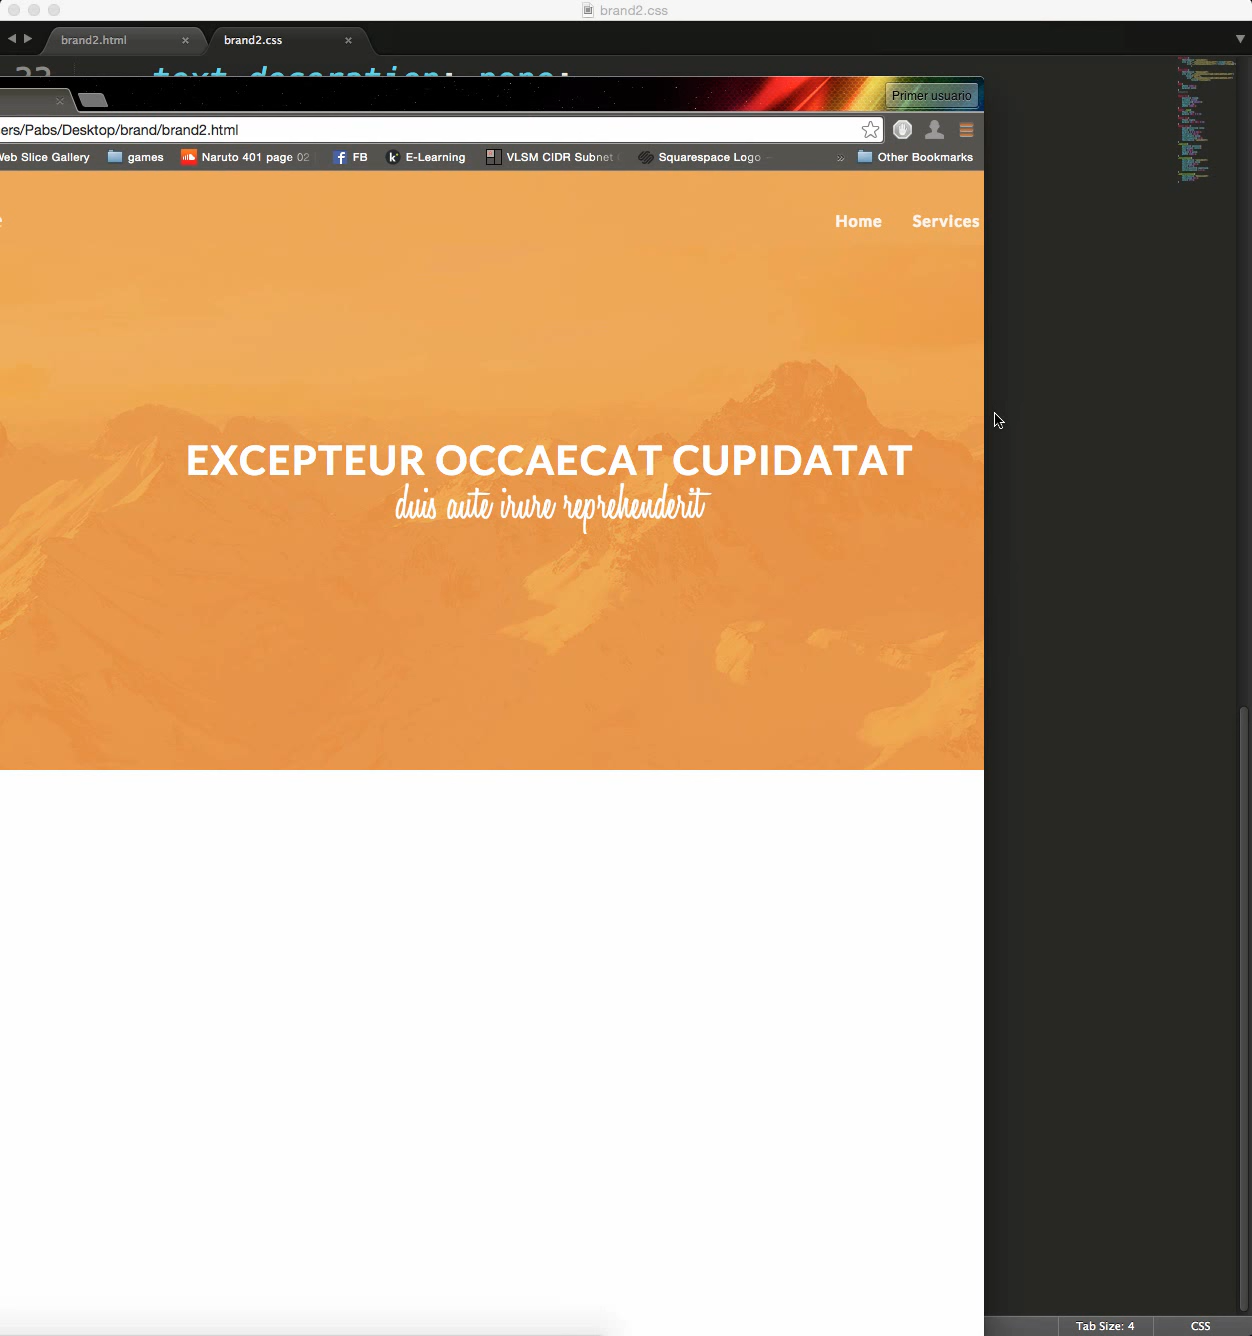 brand2.css
brand2.html
brand2.css
text-decoration: none;
Primer usuario
ers/Pabs/Desktop/brand/brand2.html
Web Slice Gallery games Naruto 401 page 02 FB E-Learning VLSM CIDR Subnet Squarespace Logo Other Bookmarks
Home Services
EXCEPTEUR OCCAECAT CUPIDATAT
duis aute irure reprehenderit
Tab Size: 4 CSS